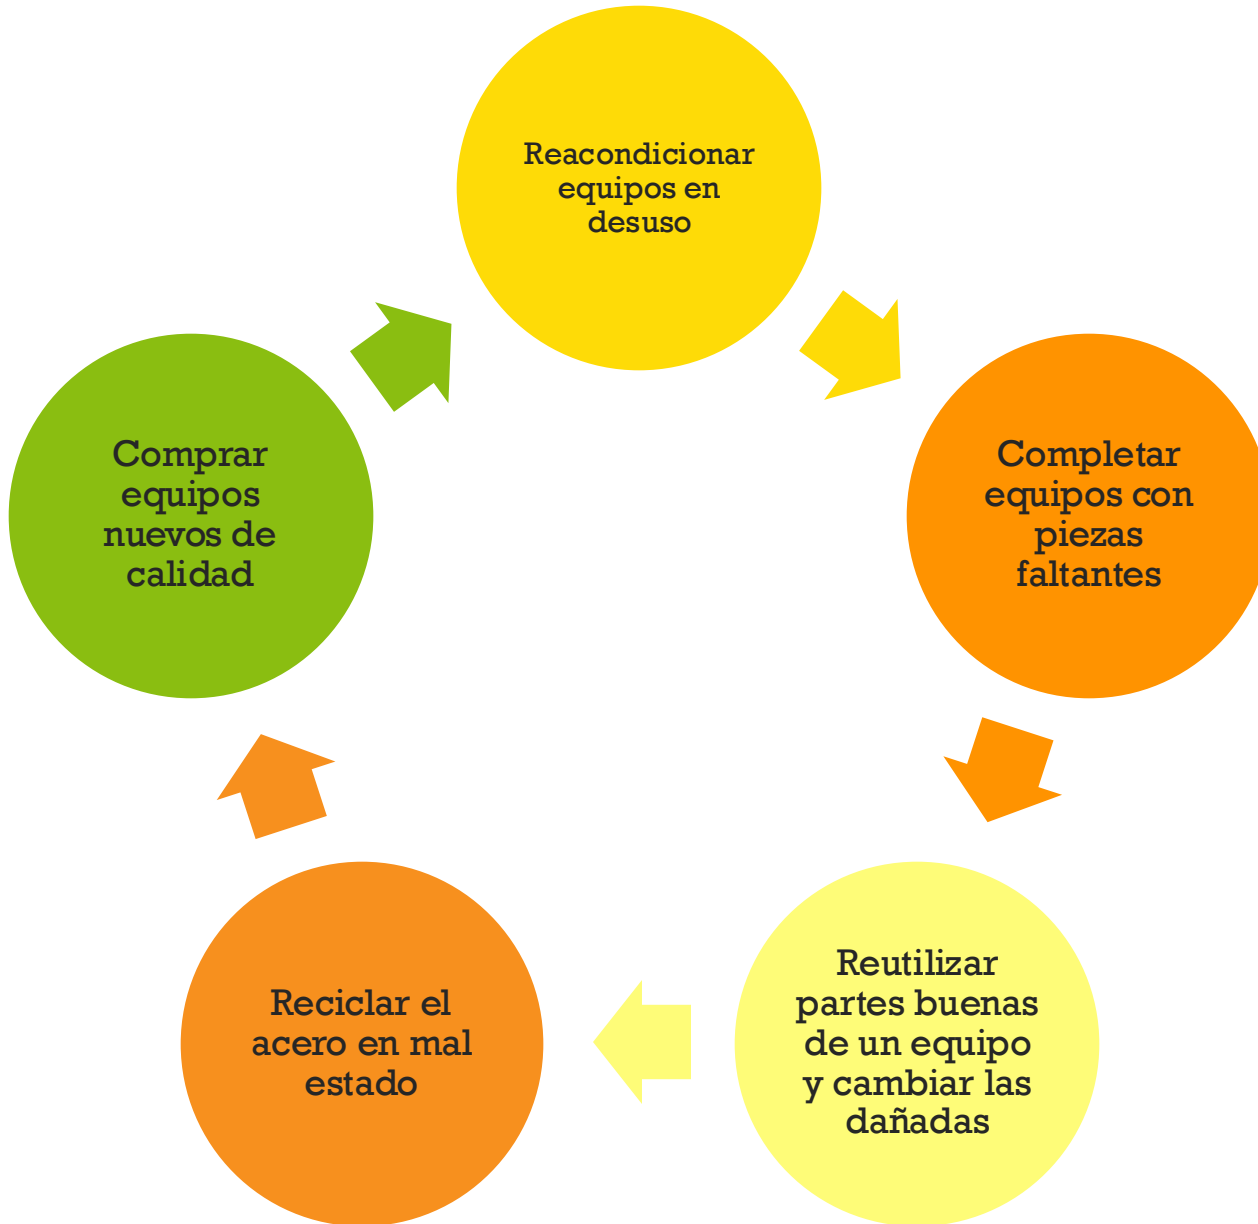 Reacondicionar
equipos en
desuso
Completar
equipos con
piezas
faltantes
Reutilizar
partes buenas
de un equipo
y cambiar las
dañadas
Reciclar el
acero en mal
estado
Comprar
equipos
nuevos de
calidad